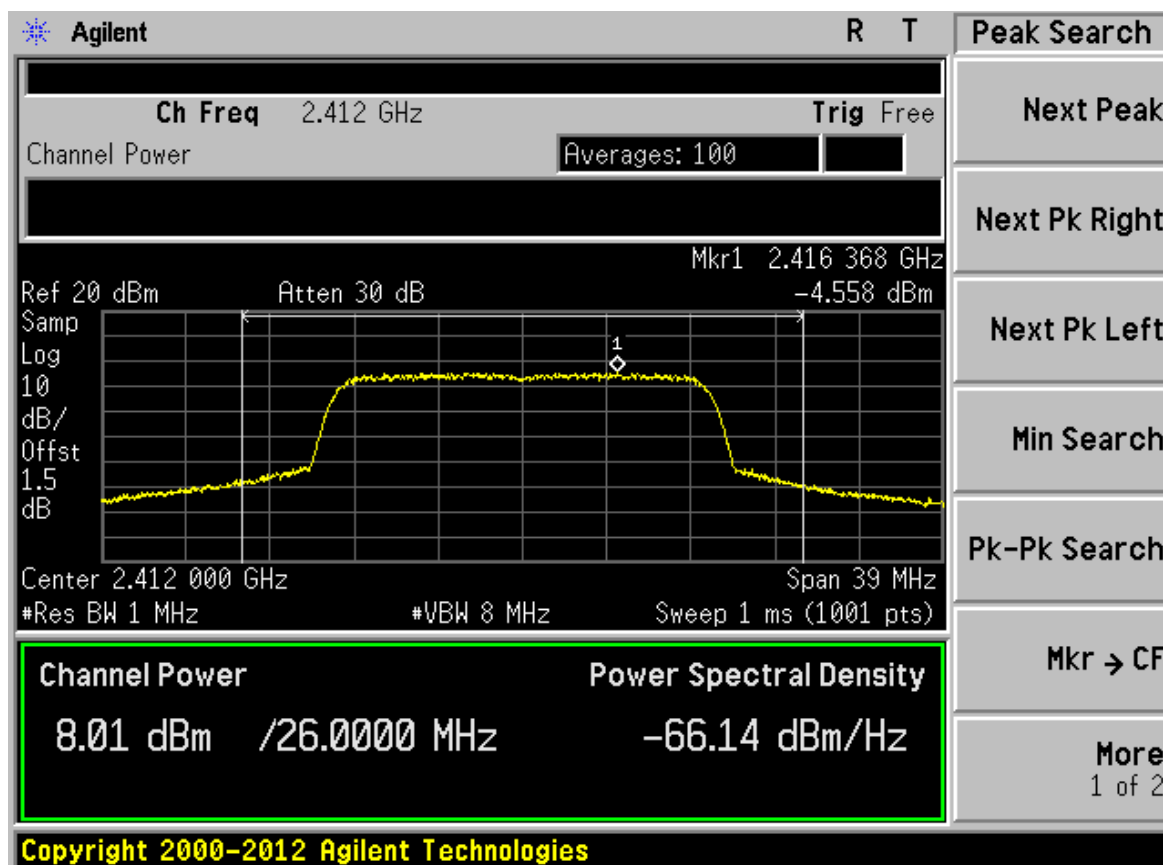 Agilent R T Peak Search
Ch Freq 2.412 GHz Trig Free
Channel Power Averages: 100
Mkr1 2.416 368 GHz
Ref 20 dBm Atten 30 dB -4.558 dBm
Samp
Log
10
dB/
Offst
1.5
dB
1
Center 2.412 000 GHz Span 39 MHz
#Res BW 1 MHz #VBW 8 MHz Sweep 1 ms (1001 pts)
Channel Power Power Spectral Density
8.01 dBm /26.0000 MHz -66.14 dBm/Hz
Next Peak
Next Pk Right
Next Pk Left
Min Search
Pk-Pk Search
Mkr → CF
More
1 of 2
Copyright 2000-2012 Agilent Technologies